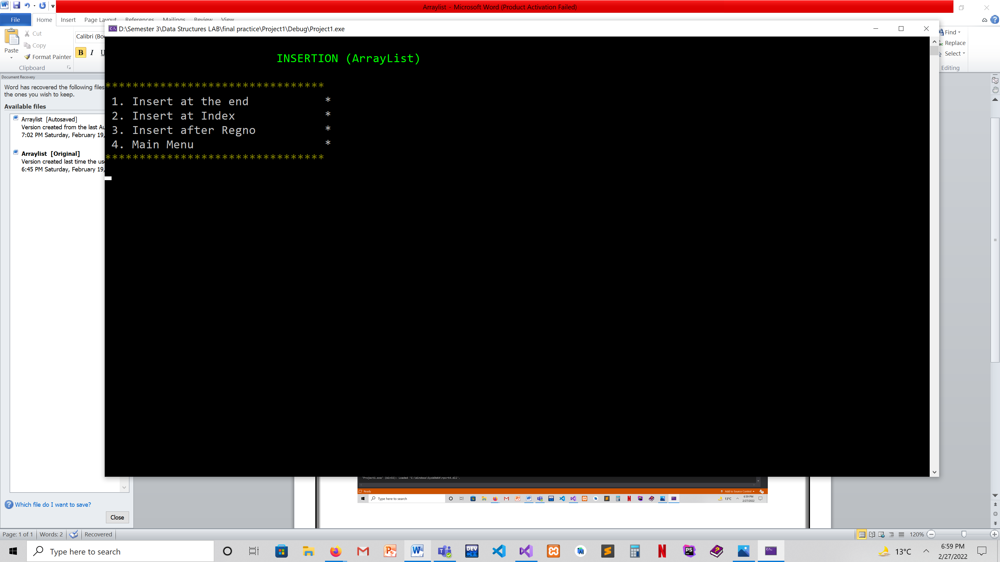 Arraylist - Microsoft Word (Product Activation Failed)
File Home Insert Page Layout References Mailings Review View
D:\Semester 3\Data Structures LAB\final practice\Project1\Debug\Project1.exe
Paste
Cut
Copy
Format Painter
Clipboard
Calibri (Bo
B I U
Find
Replace
Select
Editing
Document Recovery
Word has recovered the following files
the ones you wish to keep.
Available files
Arraylist [Autosaved]
Version created from the last Au
7:02 PM Saturday, February 19,
Arraylist [Original]
Version created last time the use
6:45 PM Saturday, February 19,
Which file do I want to save?
Close
INSERTION (ArrayList)
********************************
1. Insert at the end *
2. Insert at Index *
3. Insert after Regno *
4. Main Menu *
********************************
'Project1.exe' (Win32): Loaded 'C:\Windows\SysWOW64\rpcrt4.dll'.
Ready Add to Source Control
Type here to search 13°C 6:59 PM
2/27/2022
Page: 1 of 1 Words: 2 Recovered 120%
Type here to search DEV C++ PS 13°C 6:59 PM
2/27/2022